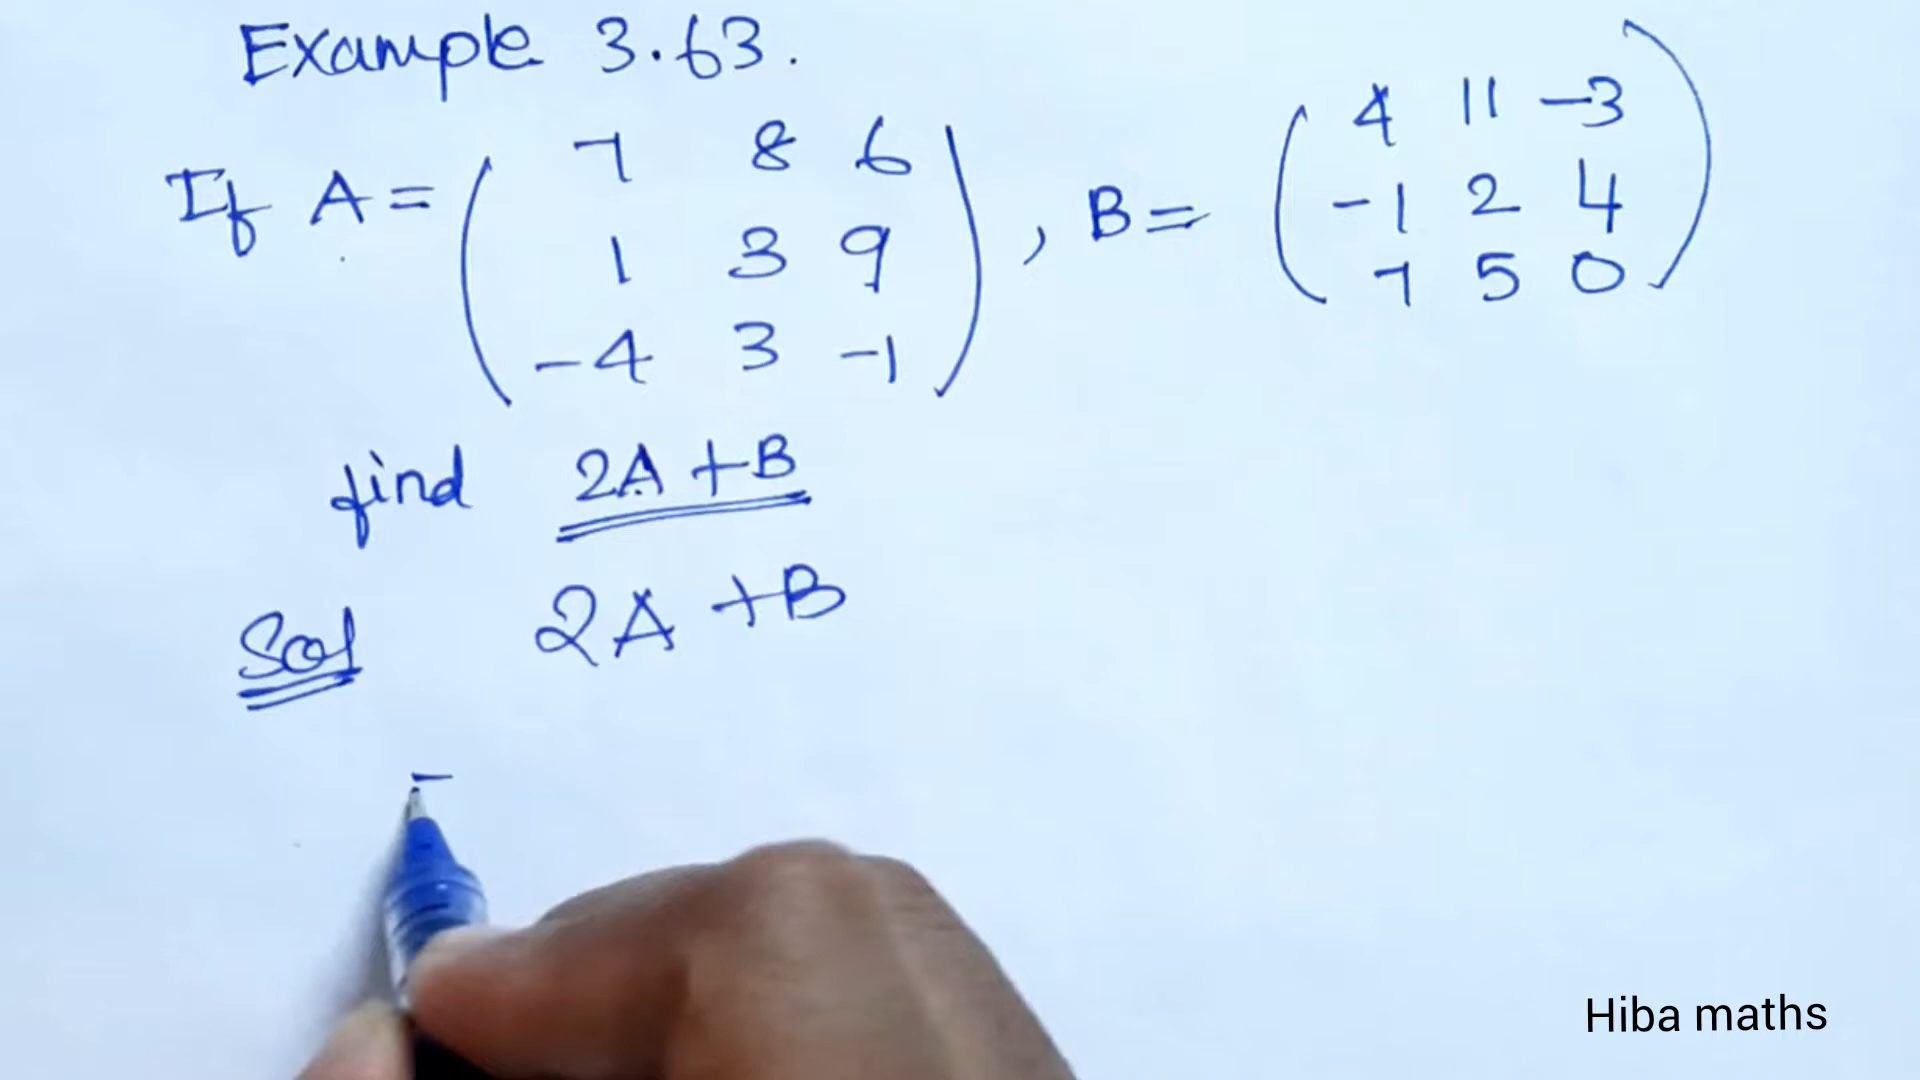 Example 3.63.
If A = ( 7 8 6
1 3 9
-4 3 -1 ) , B = ( 4 11 -3
-1 2 4
7 5 0 )
find 2A + B
Sol 2A + B
Hiba maths